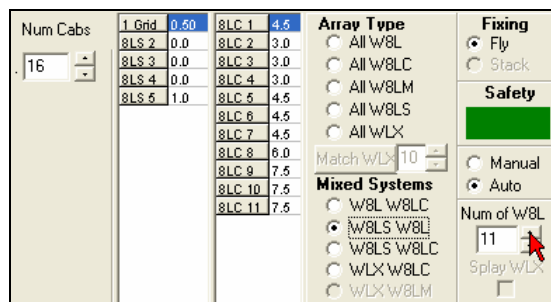 Num Cabs
16
1 Grid 0.50
8LS 2 0.0
8LS 3 0.0
8LS 4 0.0
8LS 5 1.0
8LC 1 4.5
8LC 2 3.0
8LC 3 3.0
8LC 4 3.0
8LC 5 4.5
8LC 6 4.5
8LC 7 4.5
8LC 8 6.0
8LC 9 7.5
8LC 10 7.5
8LC 11 7.5
Array Type
All W8L
All W8LC
All W8LM
All W8LS
All WLX
Match WLX 10
Mixed Systems
W8L W8LC
W8LS W8L
W8LS W8LC
WLX W8LC
WLX W8LM
Fixing
Fly
Stack
Safety
Manual
Auto
Num of W8L
11
Splay WLX